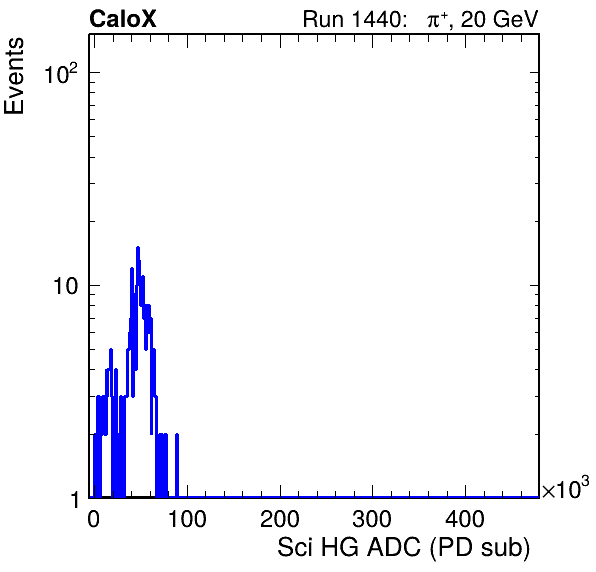 CaloX Run 1440: π⁺, 20 GeV
Events
10²
10
1
0 100 200 300 400
×10³
Sci HG ADC (PD sub)